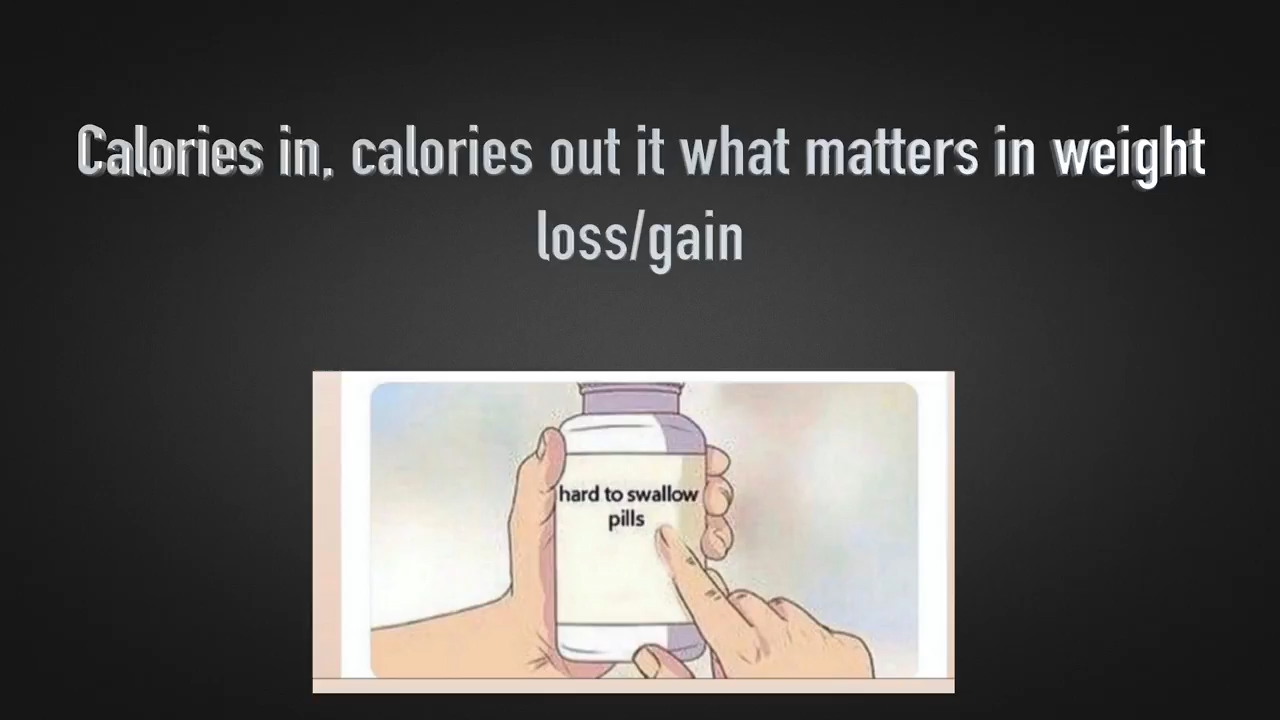 Calories in, calories out it what matters in weight
loss/gain
hard to swallow
pills